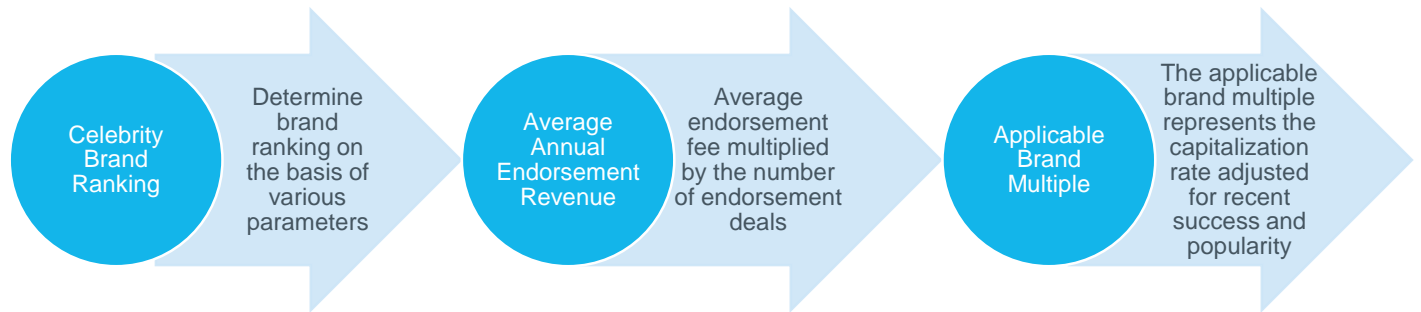 Celebrity
Brand
Ranking
Determine
brand
ranking on
the basis of
various
parameters
Average
Annual
Endorsement
Revenue
Average
endorsement
fee multiplied
by the number
of endorsement
deals
Applicable
Brand
Multiple
The applicable
brand multiple
represents the
capitalization
rate adjusted
for recent
success and
popularity